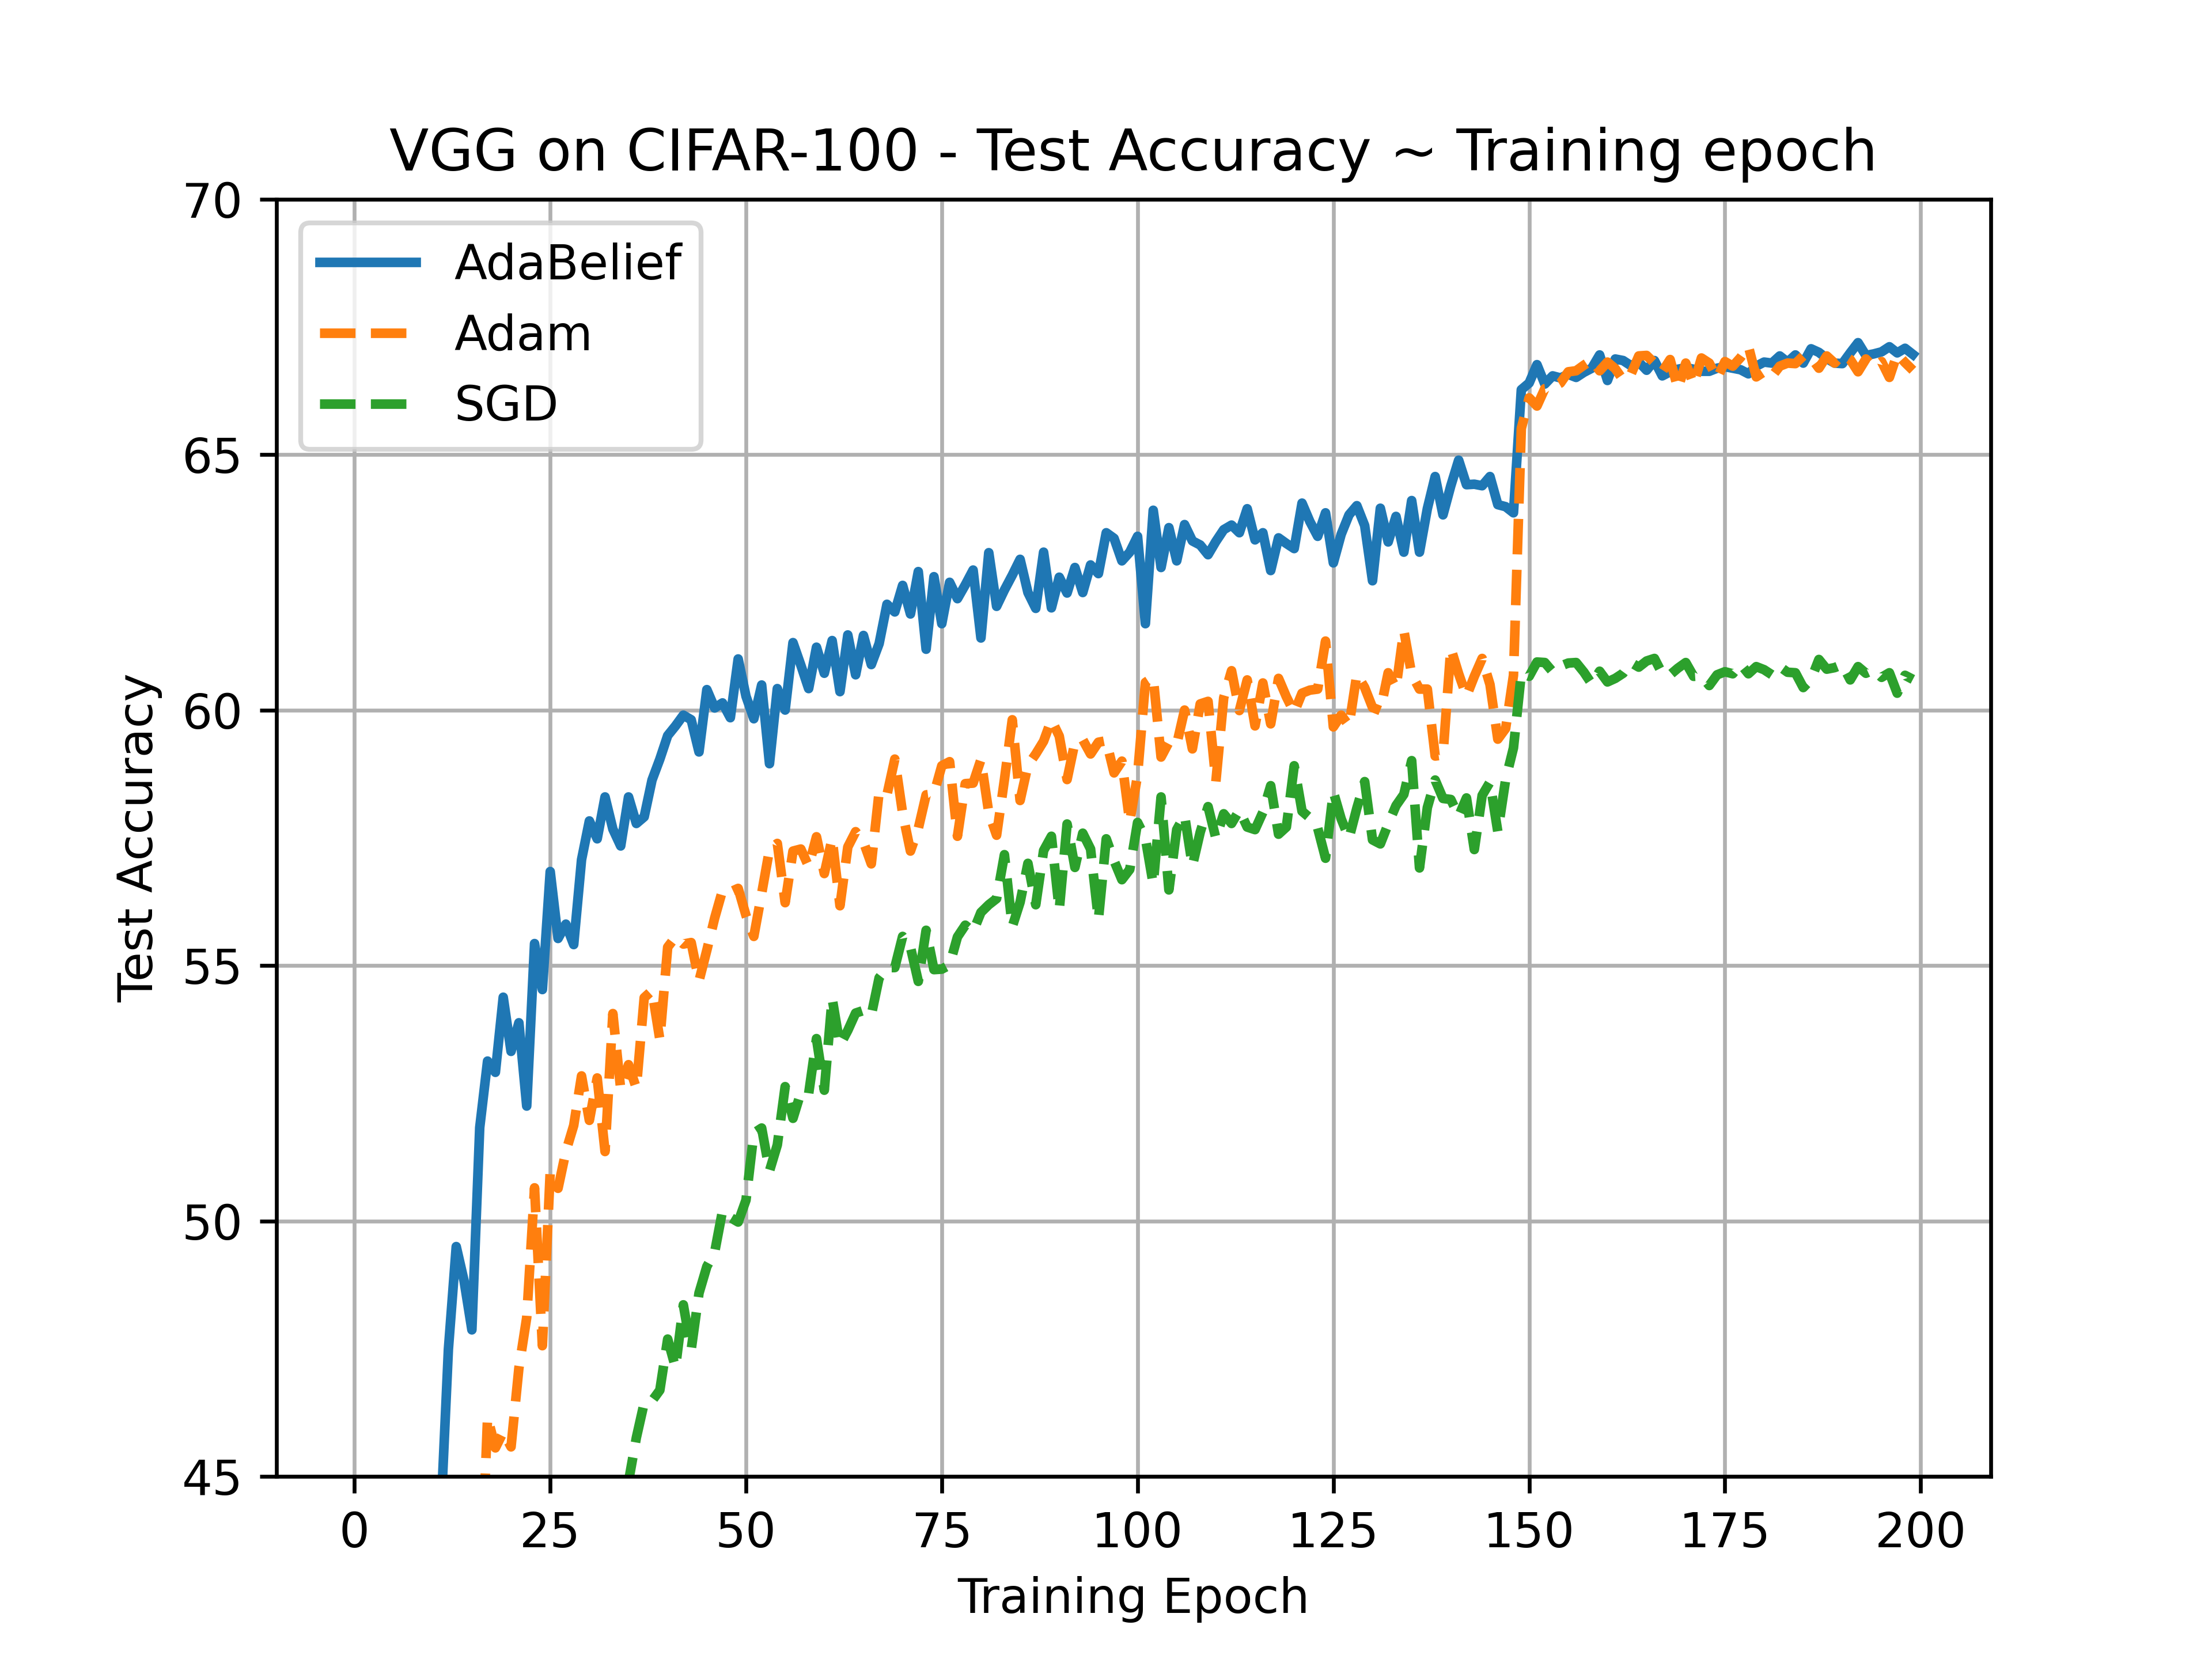 VGG on CIFAR-100 - Test Accuracy ~ Training epoch
AdaBelief
Adam
SGD
Test Accuracy
70
65
60
55
50
45
0 25 50 75 100 125 150 175 200
Training Epoch